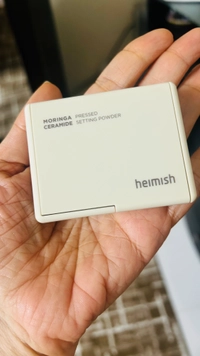 MORINGA PRESSED
CERAMIDE SETTING POWDER
heimish